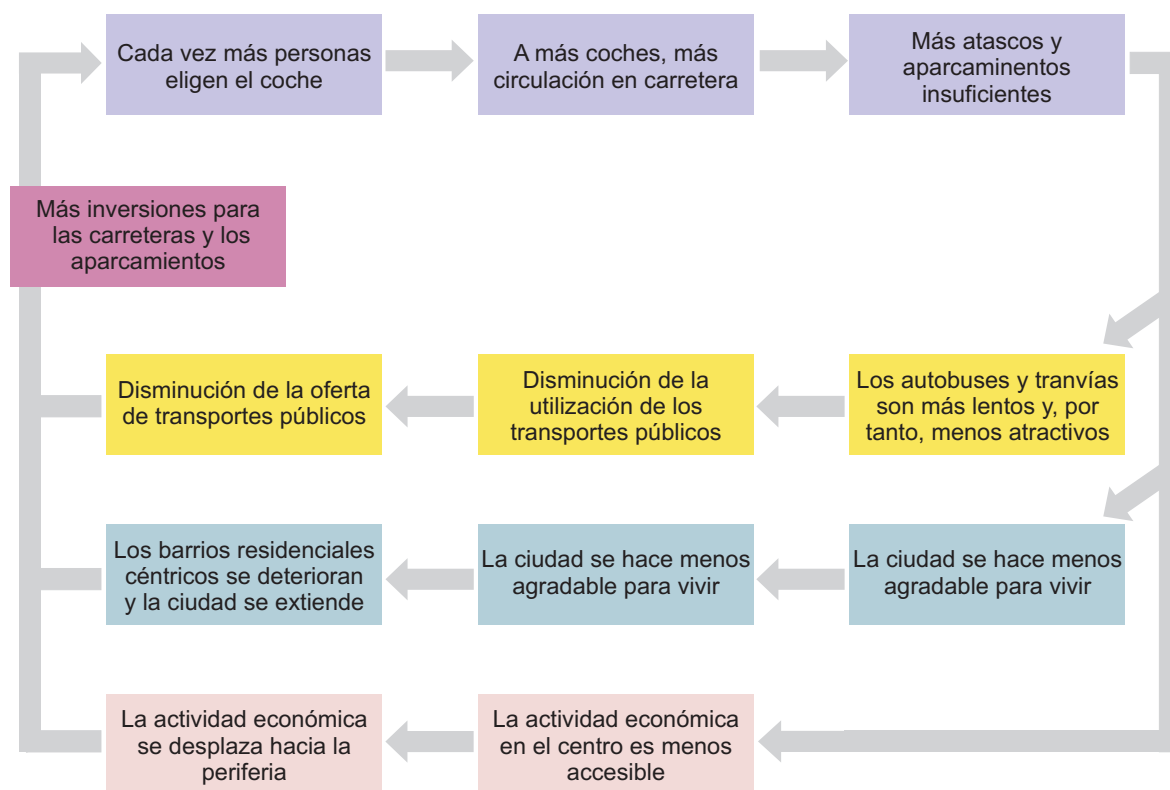 Cada vez más personas
eligen el coche
A más coches, más
circulación en carretera
Más atascos y
aparcaminentos
insuficientes
Más inversiones para
las carreteras y los
aparcamientos
Disminución de la oferta
de transportes públicos
Disminución de la
utilización de los
transportes públicos
Los autobuses y tranvías
son más lentos y, por
tanto, menos atractivos
Los barrios residenciales
céntricos se deterioran
y la ciudad se extiende
La ciudad se hace menos
agradable para vivir
La ciudad se hace menos
agradable para vivir
La actividad económica
se desplaza hacia la
periferia
La actividad económica
en el centro es menos
accesible